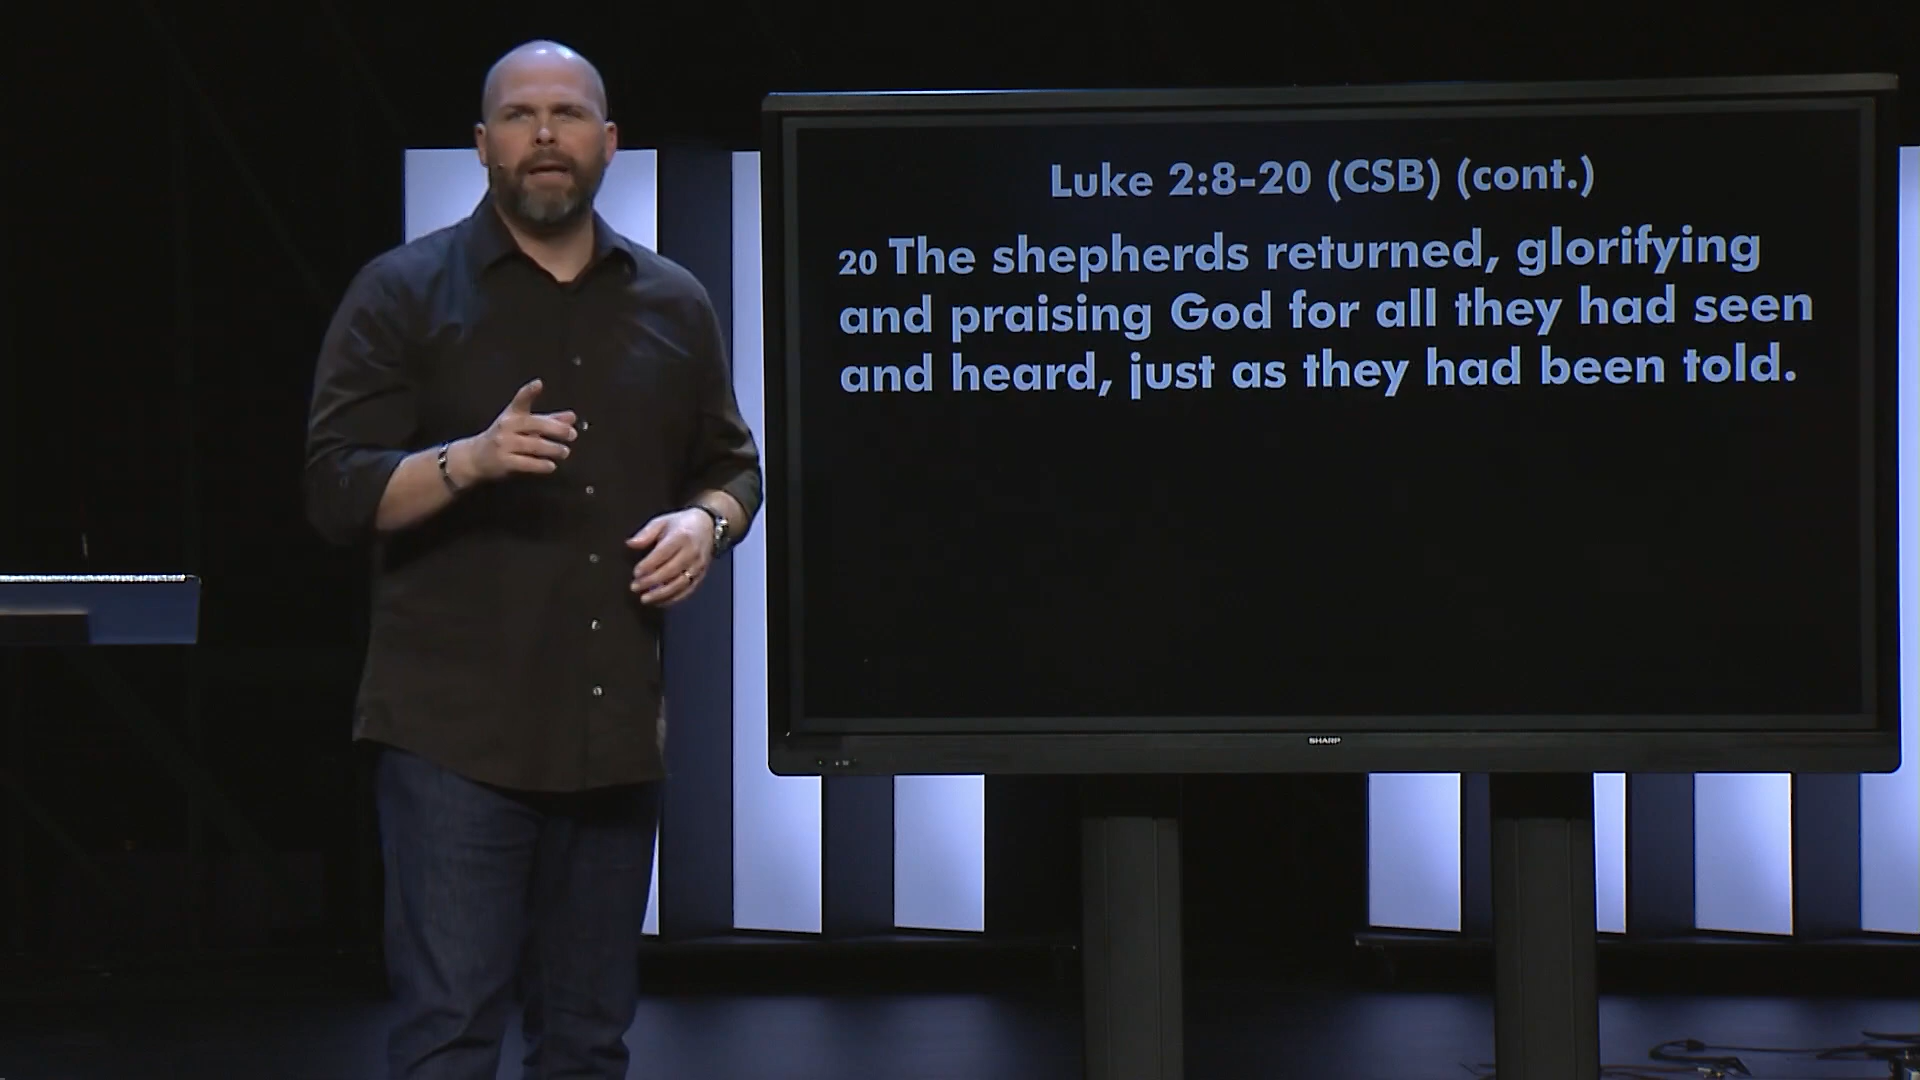 Luke 2:8-20 (CSB) (cont.)
20 The shepherds returned, glorifying
and praising God for all they had seen
and heard, just as they had been told.
SHARP